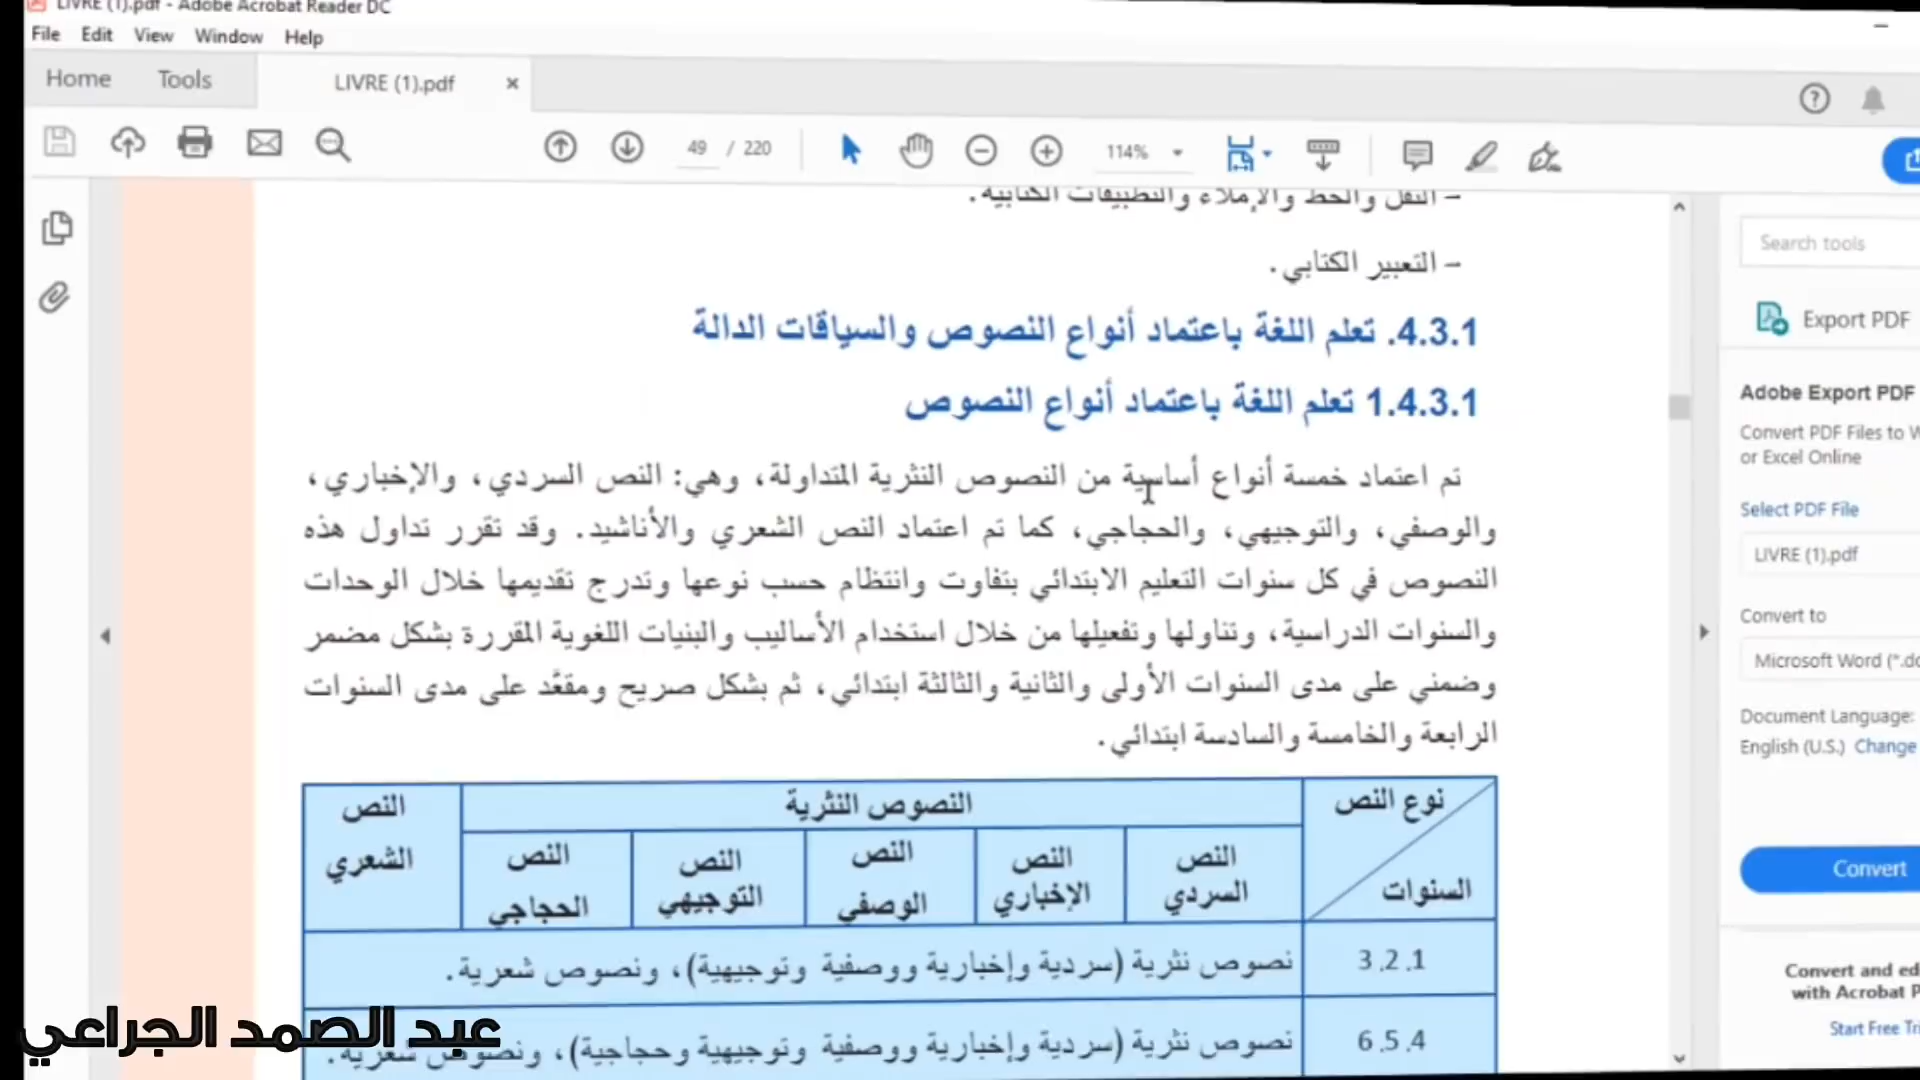 LIVRE (1).pdf - Adobe Acrobat Reader DC
File Edit View Window Help
Home Tools LIVRE (1).pdf ×
49 / 220 114%
– النقل والخط والإملاء والتطبيقات الكتابية.
– التعبير الكتابي.
4.3.1. تعلم اللغة باعتماد أنواع النصوص والسياقات الدالة
1.4.3.1 تعلم اللغة باعتماد أنواع النصوص
تم اعتماد خمسة أنواع أساسية من النصوص النثرية المتداولة، وهي: النص السردي، والإخباري،
والوصفي، والتوجيهي، والحجاجي، كما تم اعتماد النص الشعري والأناشيد. وقد تقرر تداول هذه
النصوص في كل سنوات التعليم الابتدائي بتفاوت وانتظام حسب نوعها وتدرج تقديمها خلال الوحدات
والسنوات الدراسية، وتناولها وتفعيلها من خلال استخدام الأساليب والبنيات اللغوية المقررة بشكل مضمر
وضمني على مدى السنوات الأولى والثانية والثالثة ابتدائي، ثم بشكل صريح ومقعَّد على مدى السنوات
الرابعة والخامسة والسادسة ابتدائي.
نوع النص
السنوات
النصوص النثرية
النص السردي
النص الإخباري
النص الوصفي
النص التوجيهي
النص الحجاجي
النص الشعري
3.2.1 نصوص نثرية (سردية وإخبارية ووصفية وتوجيهية)، ونصوص شعرية.
6.5.4 نصوص نثرية (سردية وإخبارية ووصفية وتوجيهية وحجاجية)، ونصوص شعرية.
عبد الصمد الجراعي
Search tools
Export PDF
Adobe Export PDF
Convert PDF Files to W
or Excel Online
Select PDF File
LIVRE (1).pdf
Convert to
Microsoft Word (*.do
Document Language:
English (U.S.) Change
Convert
Convert and ed
with Acrobat P
Start Free Tri